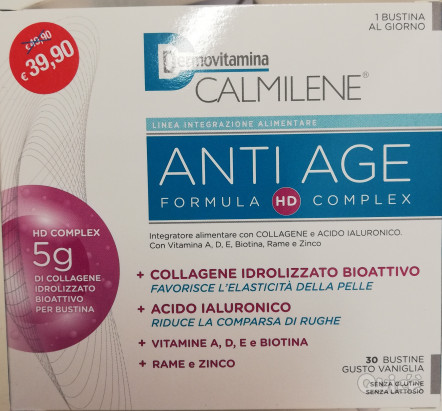 €49,90
€39,90
1 BUSTINA
AL GIORNO
Dermovitamina
CALMILENE®
LINEA INTEGRAZIONE ALIMENTARE
ANTI AGE
FORMULA HD COMPLEX
Integratore alimentare con COLLAGENE e ACIDO IALURONICO.
Con Vitamina A, D, E, Biotina, Rame e Zinco
HD COMPLEX
5g
DI COLLAGENE
IDROLIZZATO
BIOATTIVO
PER BUSTINA
+ COLLAGENE IDROLIZZATO BIOATTIVO
FAVORISCE L'ELASTICITÀ DELLA PELLE
+ ACIDO IALURONICO
RIDUCE LA COMPARSA DI RUGHE
+ VITAMINE A, D, E e BIOTINA
+ RAME e ZINCO
30 BUSTINE
GUSTO VANIGLIA
SENZA GLUTINE
SENZA LATTOSIO